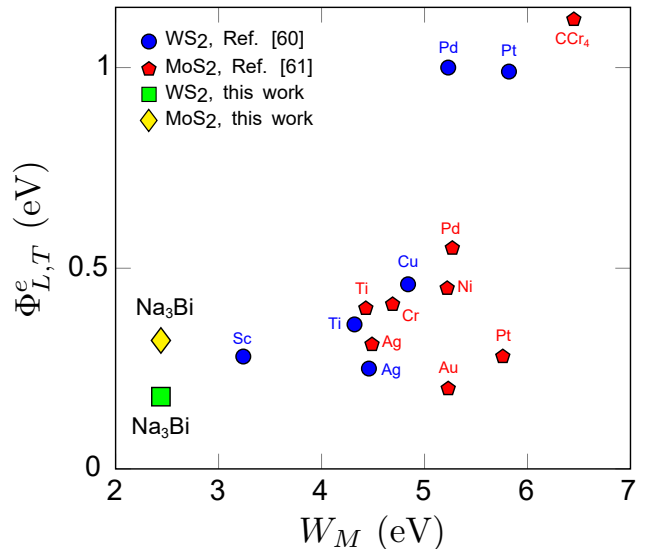 WS2, Ref. [60]
MoS2, Ref. [61]
WS2, this work
MoS2, this work
CCr₄
Pd
Pt
1
Pd
Cu
Ni
Ti
Cr
Ti
Ag
Ag
Sc
Pt
Au
Na₃Bi
Na₃Bi
0.5
0
2
3
4
5
6
7
Φᵉ_L,T (eV)
W_M (eV)